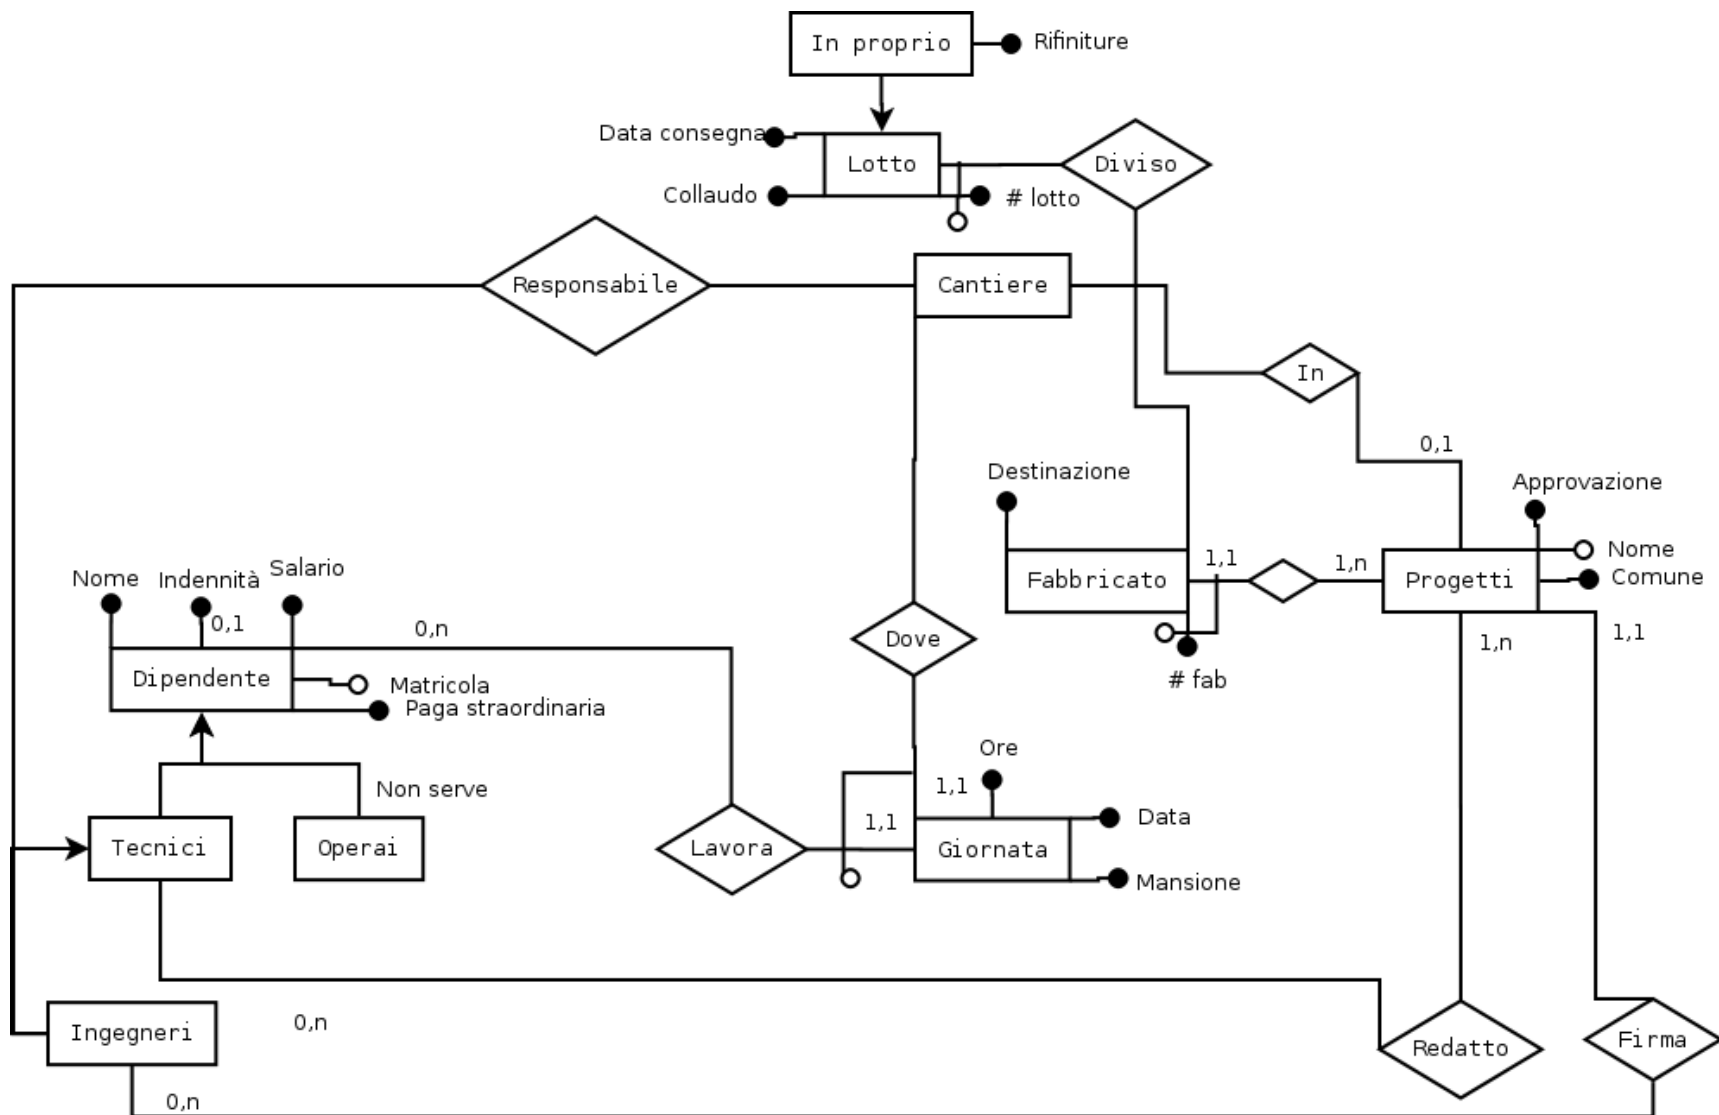 In proprio
Rifiniture
Data consegna
Lotto
Diviso
Collaudo
# lotto
Responsabile
Cantiere
In
0,1
Destinazione
Approvazione
Nome
Comune
Fabbricato
1,1
1,n
Progetti
Nome
Indennità
Salario
0,1
0,n
Dove
1,n
1,1
# fab
Dipendente
Matricola
Paga straordinaria
Ore
Non serve
1,1
1,1
Data
Tecnici
Operai
Lavora
Giornata
Mansione
0,n
Ingegneri
Redatto
Firma
0,n